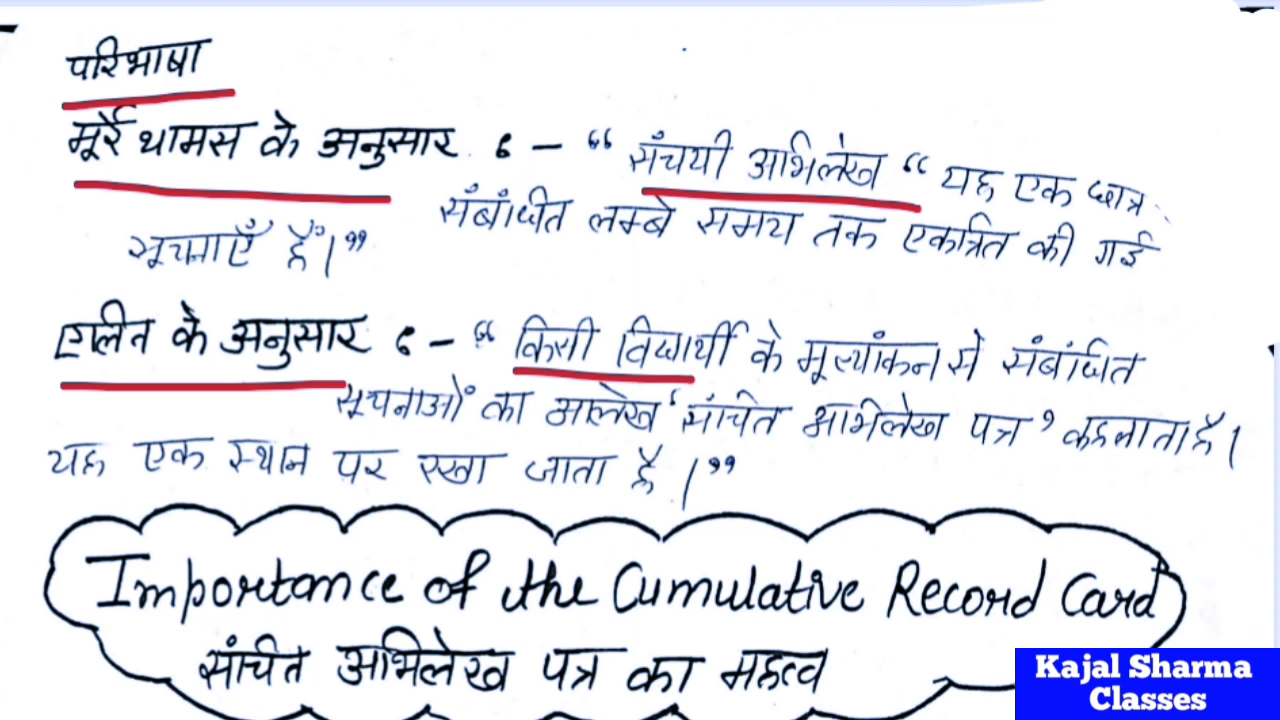 परिभाषा
मूर्रे थामस के अनुसार :- “ संचयी अभिलेख “ यह एक छात्र
संबंधित लम्बे समय तक एकत्रित की गई
सूचनाएँ हैं।”
एलिन के अनुसार :- “ किसी विद्यार्थी के मूल्यांकन से संबंधित
सूचनाओं का आलेख ‘संचित अभिलेख पत्र’ कहलाता है।
यह एक स्थान पर रखा जाता है।”
Importance of the Cumulative Record Card
संचित अभिलेख पत्र का महत्व
Kajal Sharma
Classes